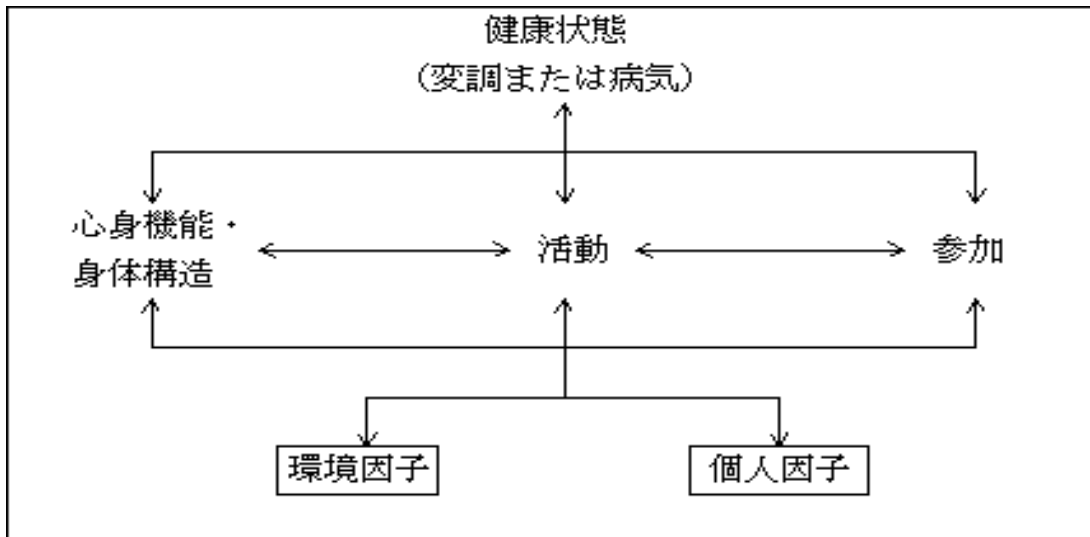 健康状態
（変調または病気）
心身機能・
身体構造
活動
参加
環境因子
個人因子